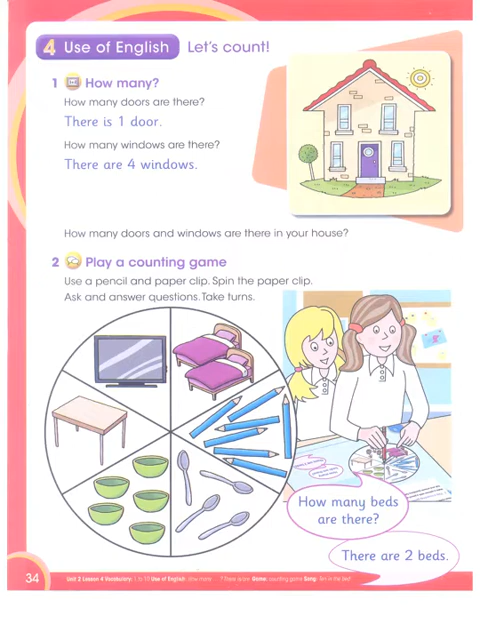 4 Use of English Let's count!
1 How many?
How many doors are there?
There is 1 door.
How many windows are there?
There are 4 windows.
How many doors and windows are there in your house?
2 Play a counting game
Use a pencil and paper clip. Spin the paper clip.
Ask and answer questions. Take turns.
How many beds
are there?
There are 2 beds.
34 Unit 2 Lesson 4 Vocabulary: 1 to 10 Use of English: How many Game: counting game Song: